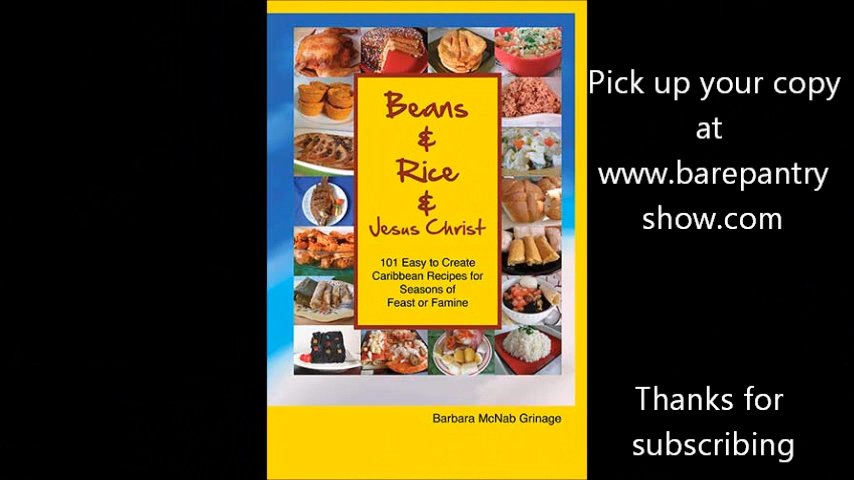 Beans
&
Rice
&
Jesus Christ
101 Easy to Create
Caribbean Recipes for
Seasons of
Feast or Famine
Barbara McNab Grinage
Pick up your copy
at
www.barepantry
show.com
Thanks for
subscribing